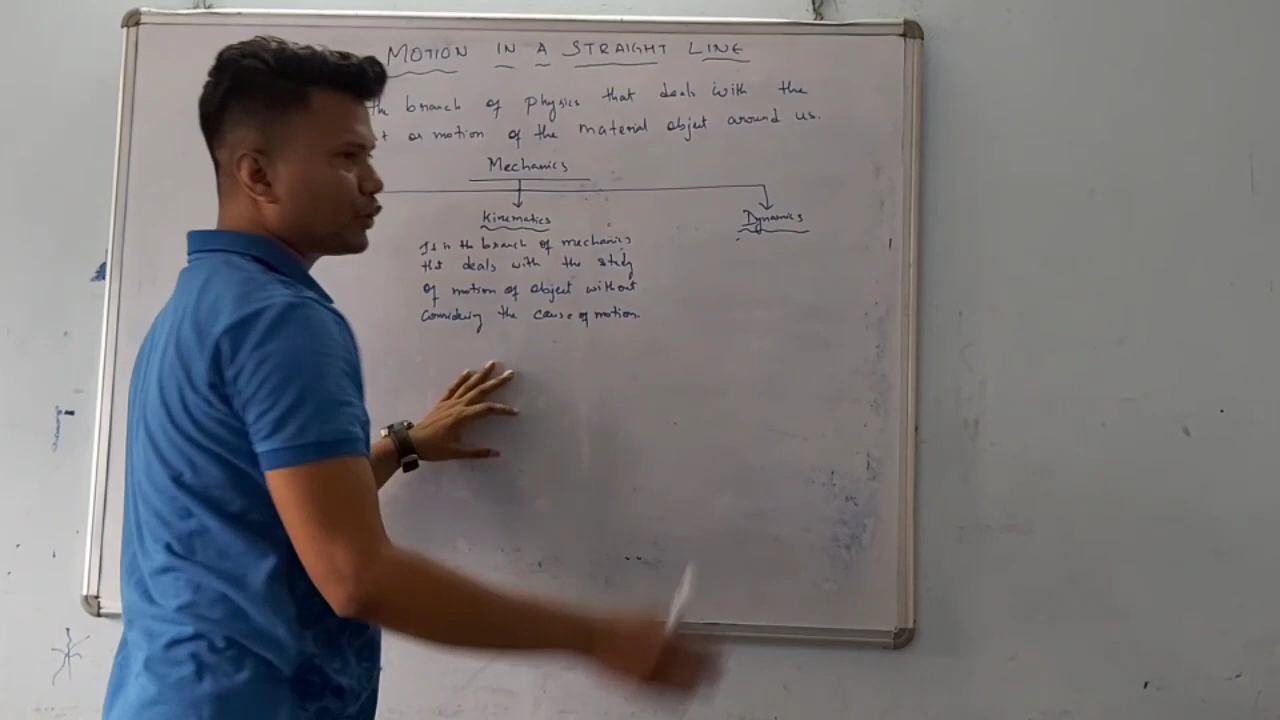 MOTION IN A STRAIGHT LINE
the branch of physics that deals with the
motion of the material object around us.
Mechanics
Kinematics
Dynamics
It is the branch of mechanics
that deals with the study
of motion of object without
considering the cause of motion.